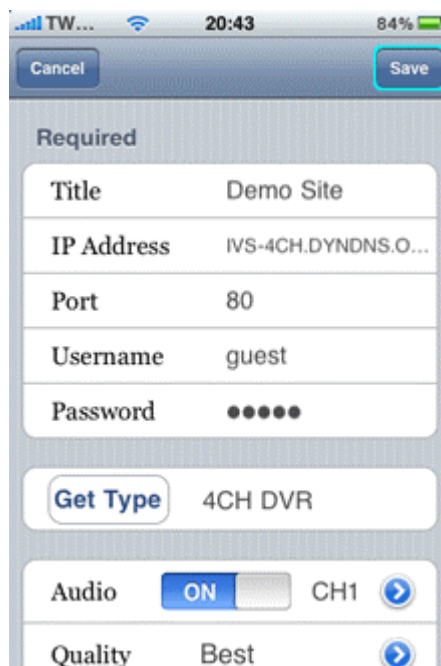 TW... 20:43 84%
Cancel Save
Required
Title Demo Site
IP Address IVS-4CH.DYNDNS.O...
Port 80
Username guest
Password ●●●●●
Get Type 4CH DVR
Audio ON CH1
Quality Best